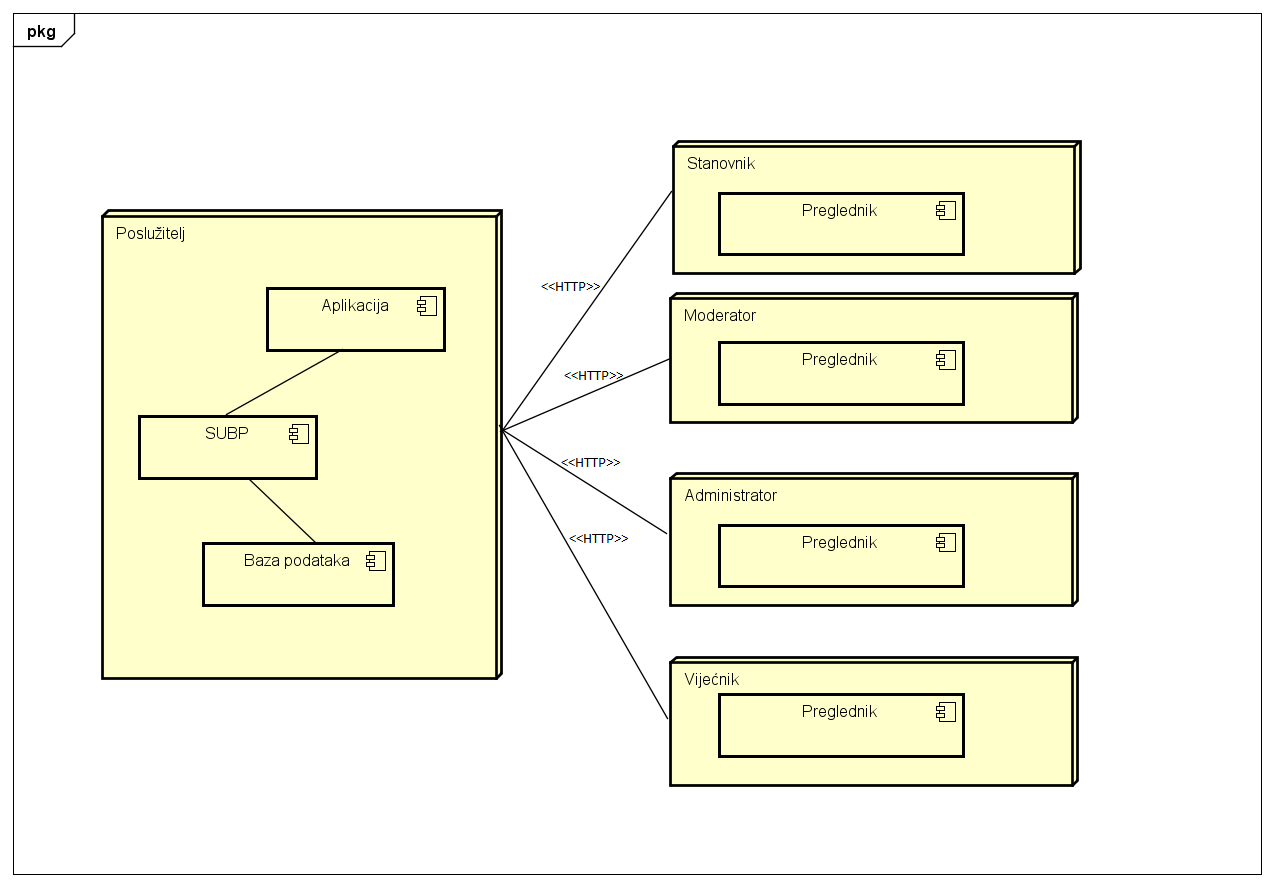 pkg
Poslužitelj
Aplikacija
SUBP
Baza podataka
<<HTTP>>
<<HTTP>>
<<HTTP>>
<<HTTP>>
Stanovnik
Preglednik
Moderator
Preglednik
Administrator
Preglednik
Vijećnik
Preglednik